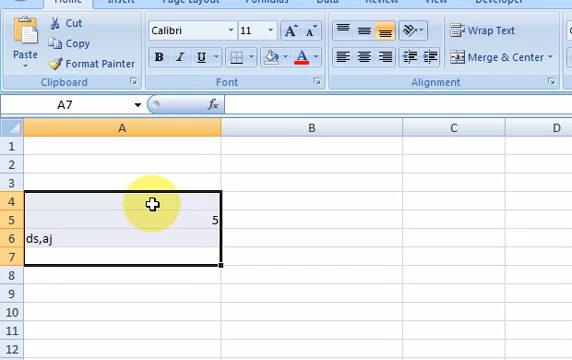 Home Insert Page Layout Formulas Data Review View Developer
Cut
Calibri 11 A A Wrap Text
Copy
Paste
Format Painter B I U A Merge & Center
Clipboard Font Alignment
A7 fx
A B C D
1
2
3
4
5 5
6 ds,aj
7
8
9
10
11
12